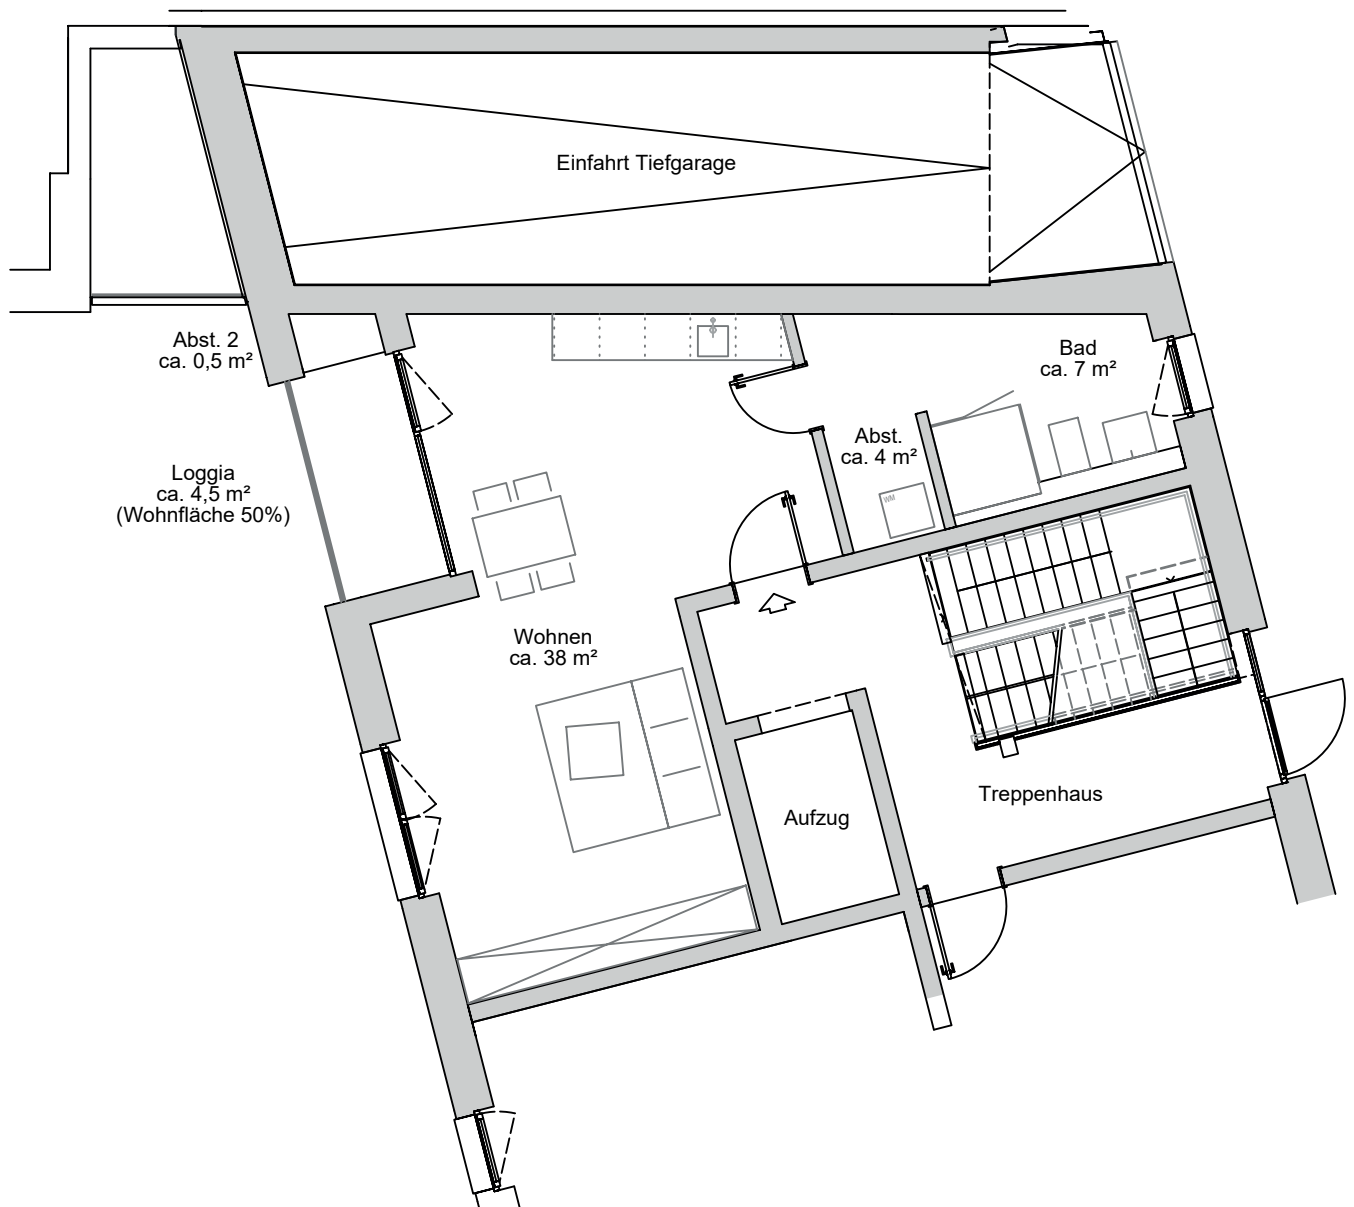 Einfahrt Tiefgarage
Abst. 2
ca. 0,5 m²
Bad
ca. 7 m²
Abst.
ca. 4 m²
Loggia
ca. 4,5 m²
(Wohnfläche 50%)
WM
Wohnen
ca. 38 m²
Treppenhaus
Aufzug